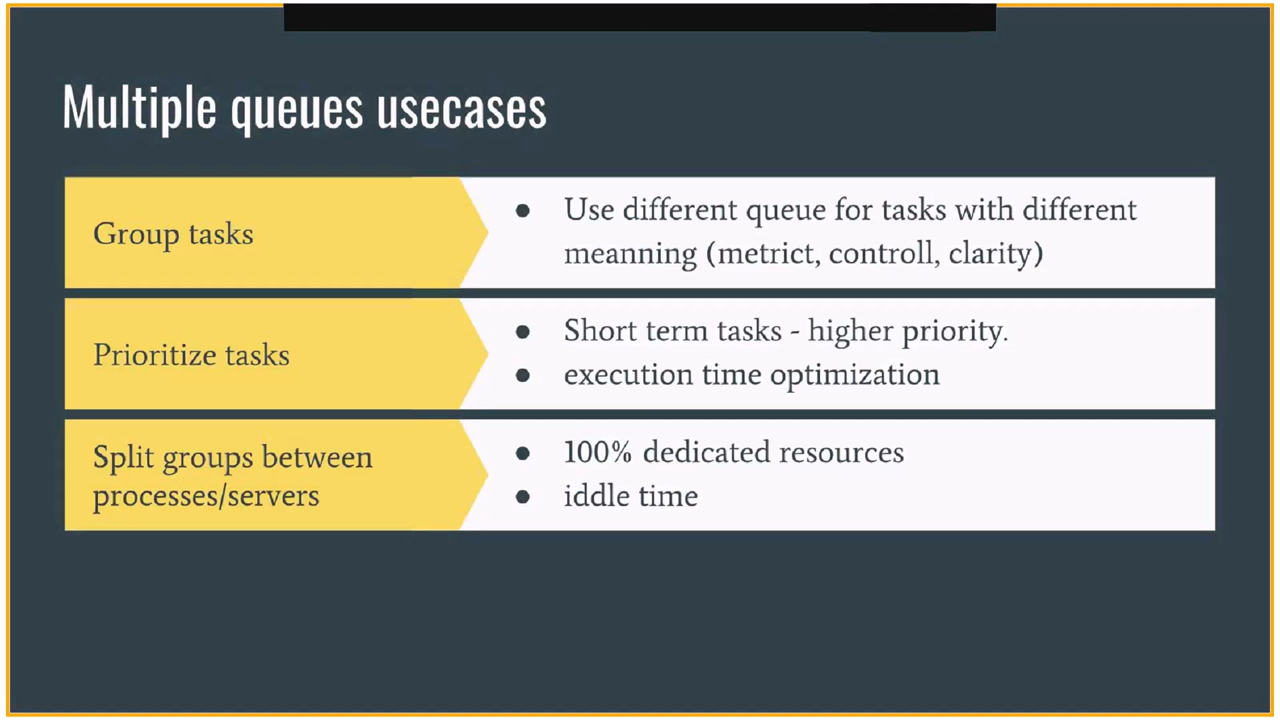 Multiple queues usecases
Group tasks
● Use different queue for tasks with different
meanning (metrict, controll, clarity)
Prioritize tasks
● Short term tasks - higher priority.
● execution time optimization
Split groups between
processes/servers
● 100% dedicated resources
● iddle time